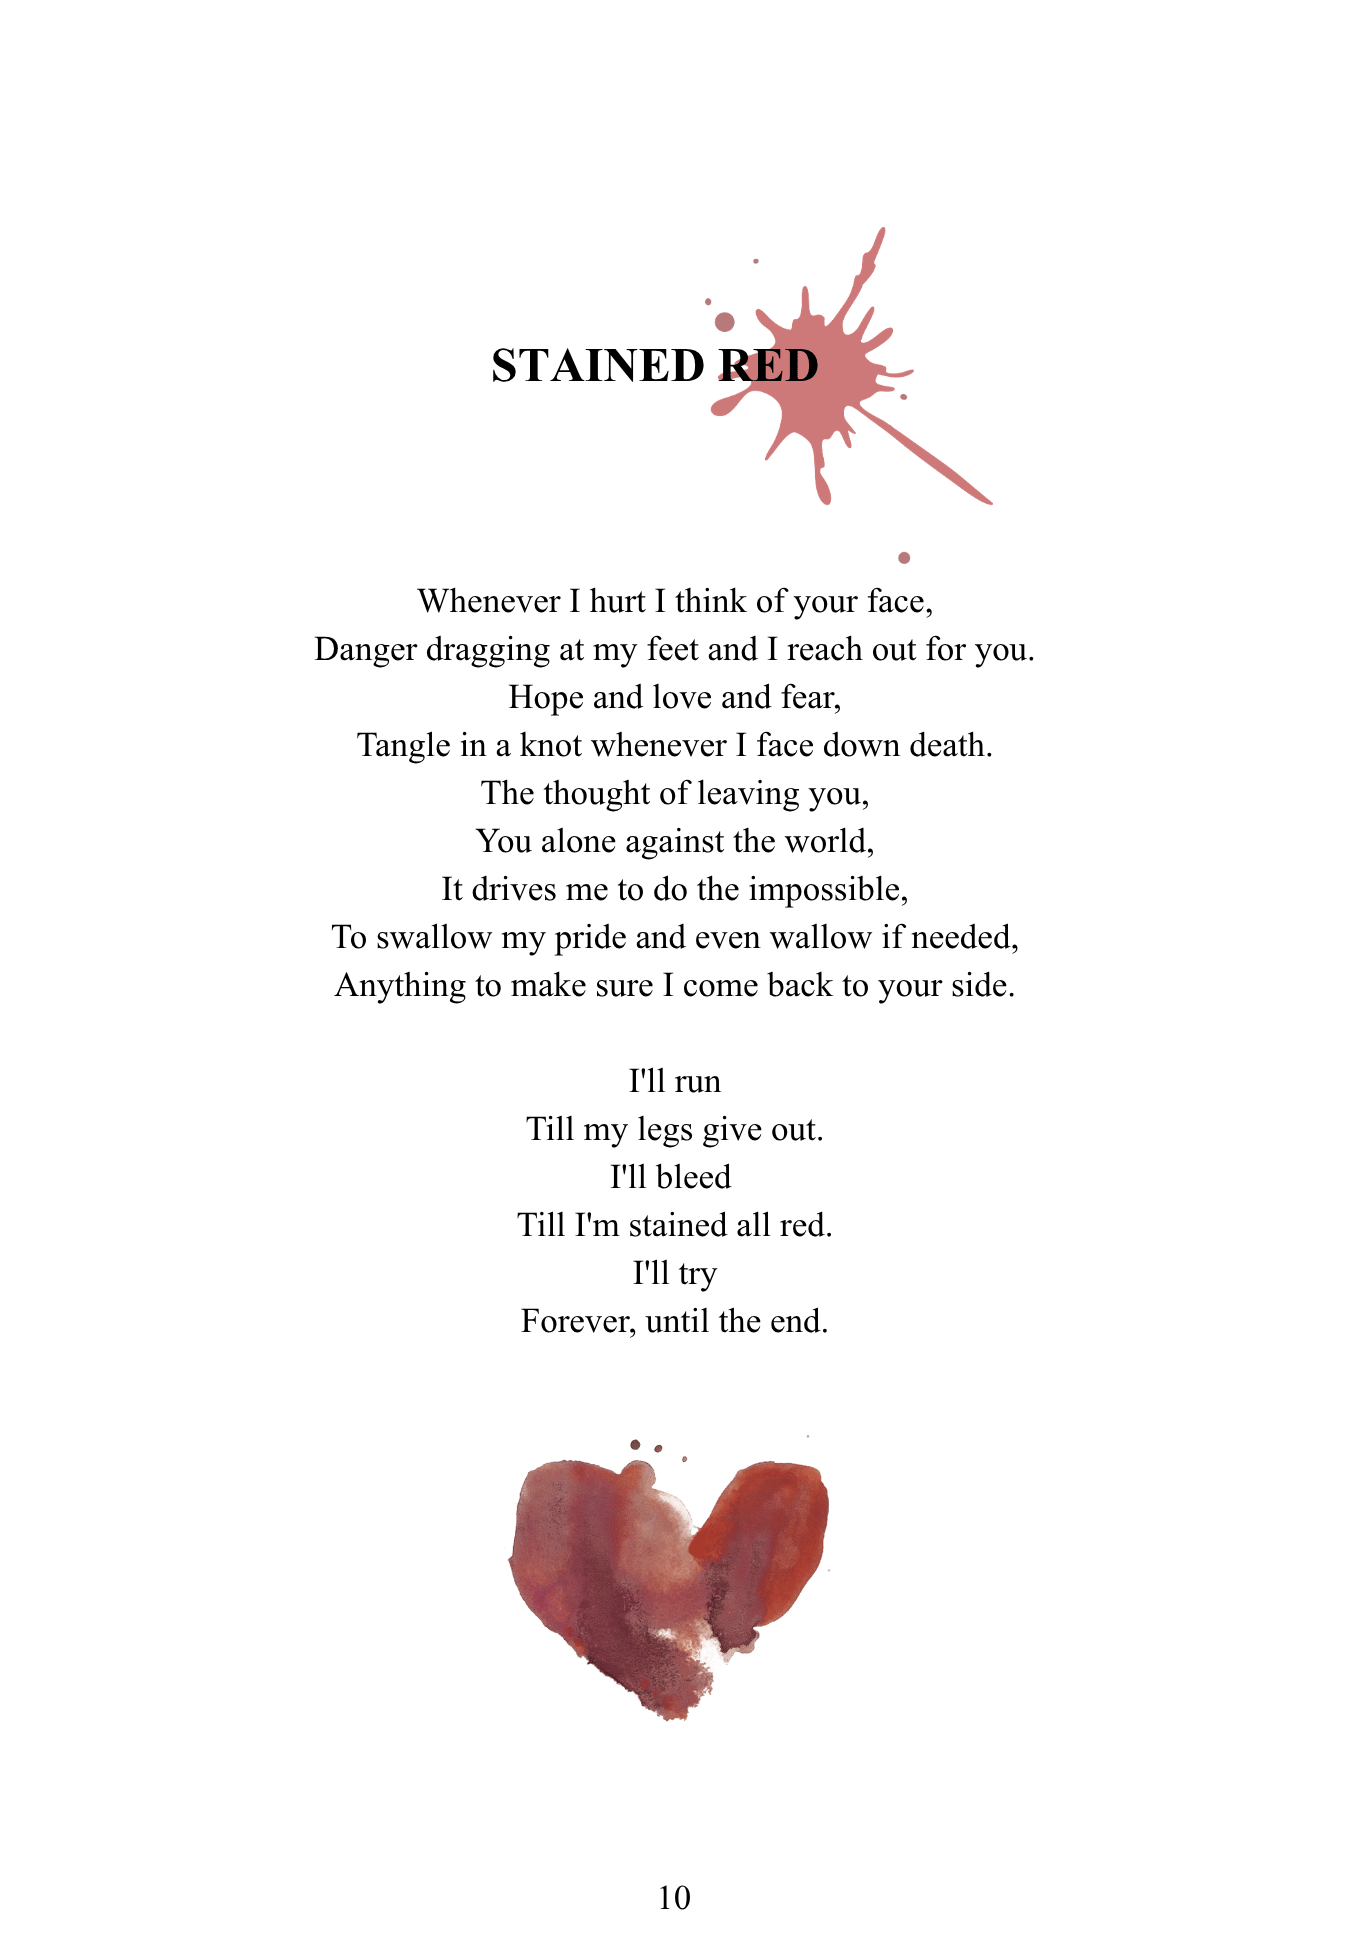 STAINED RED
Whenever I hurt I think of your face,
Danger dragging at my feet and I reach out for you.
Hope and love and fear,
Tangle in a knot whenever I face down death.
The thought of leaving you,
You alone against the world,
It drives me to do the impossible,
To swallow my pride and even wallow if needed,
Anything to make sure I come back to your side.
I'll run
Till my legs give out.
I'll bleed
Till I'm stained all red.
I'll try
Forever, until the end.
10